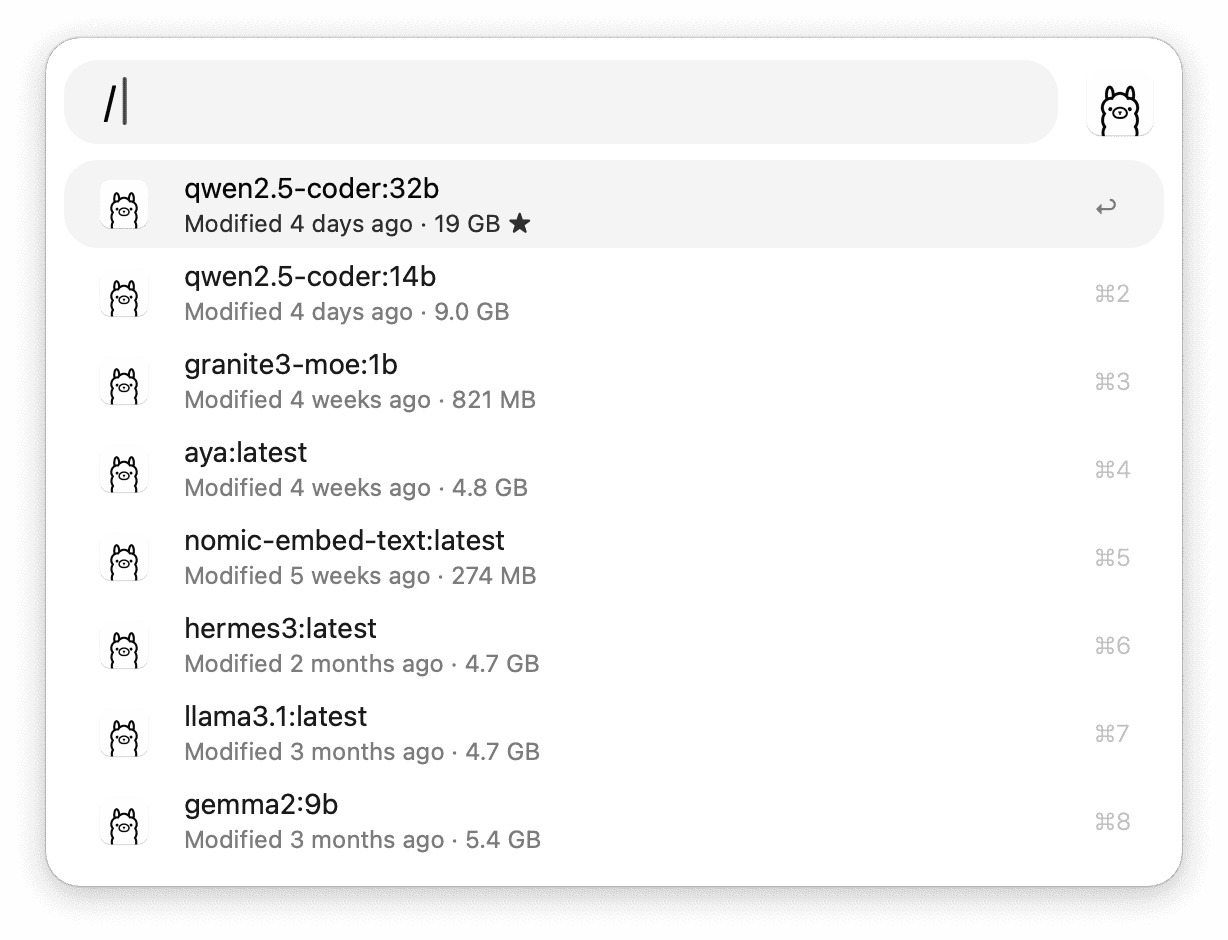 /
qwen2.5-coder:32b
Modified 4 days ago · 19 GB ★
↩
qwen2.5-coder:14b
Modified 4 days ago · 9.0 GB
⌘2
granite3-moe:1b
Modified 4 weeks ago · 821 MB
⌘3
aya:latest
Modified 4 weeks ago · 4.8 GB
⌘4
nomic-embed-text:latest
Modified 5 weeks ago · 274 MB
⌘5
hermes3:latest
Modified 2 months ago · 4.7 GB
⌘6
llama3.1:latest
Modified 3 months ago · 4.7 GB
⌘7
gemma2:9b
Modified 3 months ago · 5.4 GB
⌘8